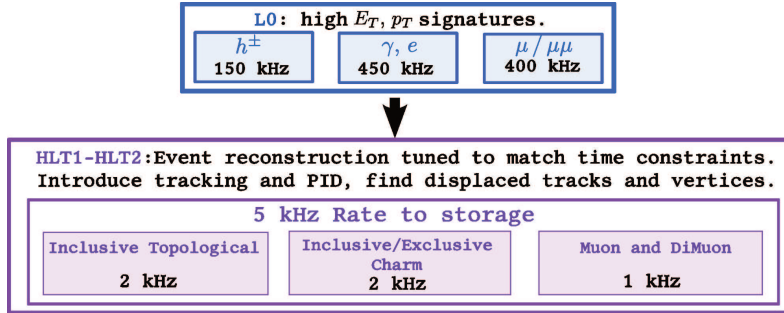 L0: high E_T, p_T signatures.
h^±
γ, e
μ / μμ
150 kHz
450 kHz
400 kHz
HLT1-HLT2:Event reconstruction tuned to match time constraints.
Introduce tracking and PID, find displaced tracks and vertices.
5 kHz Rate to storage
Inclusive Topological
2 kHz
Inclusive/Exclusive
Charm
2 kHz
Muon and DiMuon
1 kHz